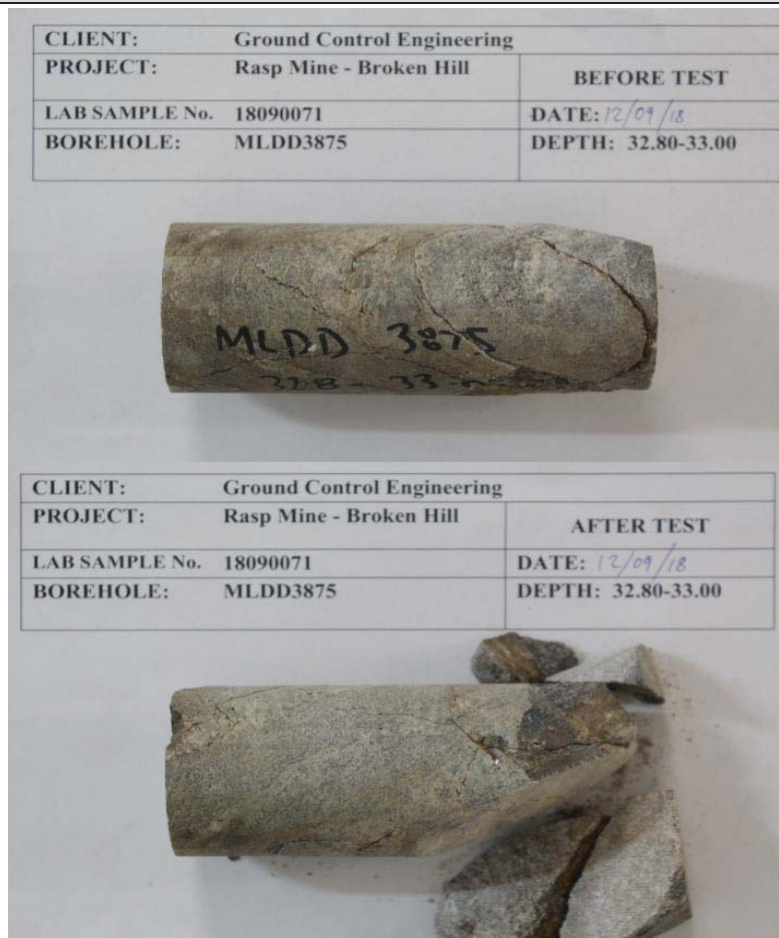 CLIENT: Ground Control Engineering
PROJECT: Rasp Mine - Broken Hill
BEFORE TEST
LAB SAMPLE No. 18090071 DATE: 12/09/18
BOREHOLE: MLDD3875 DEPTH: 32.80-33.00
MLDD 3875
CLIENT: Ground Control Engineering
PROJECT: Rasp Mine - Broken Hill
AFTER TEST
LAB SAMPLE No. 18090071 DATE: 12/09/18
BOREHOLE: MLDD3875 DEPTH: 32.80-33.00